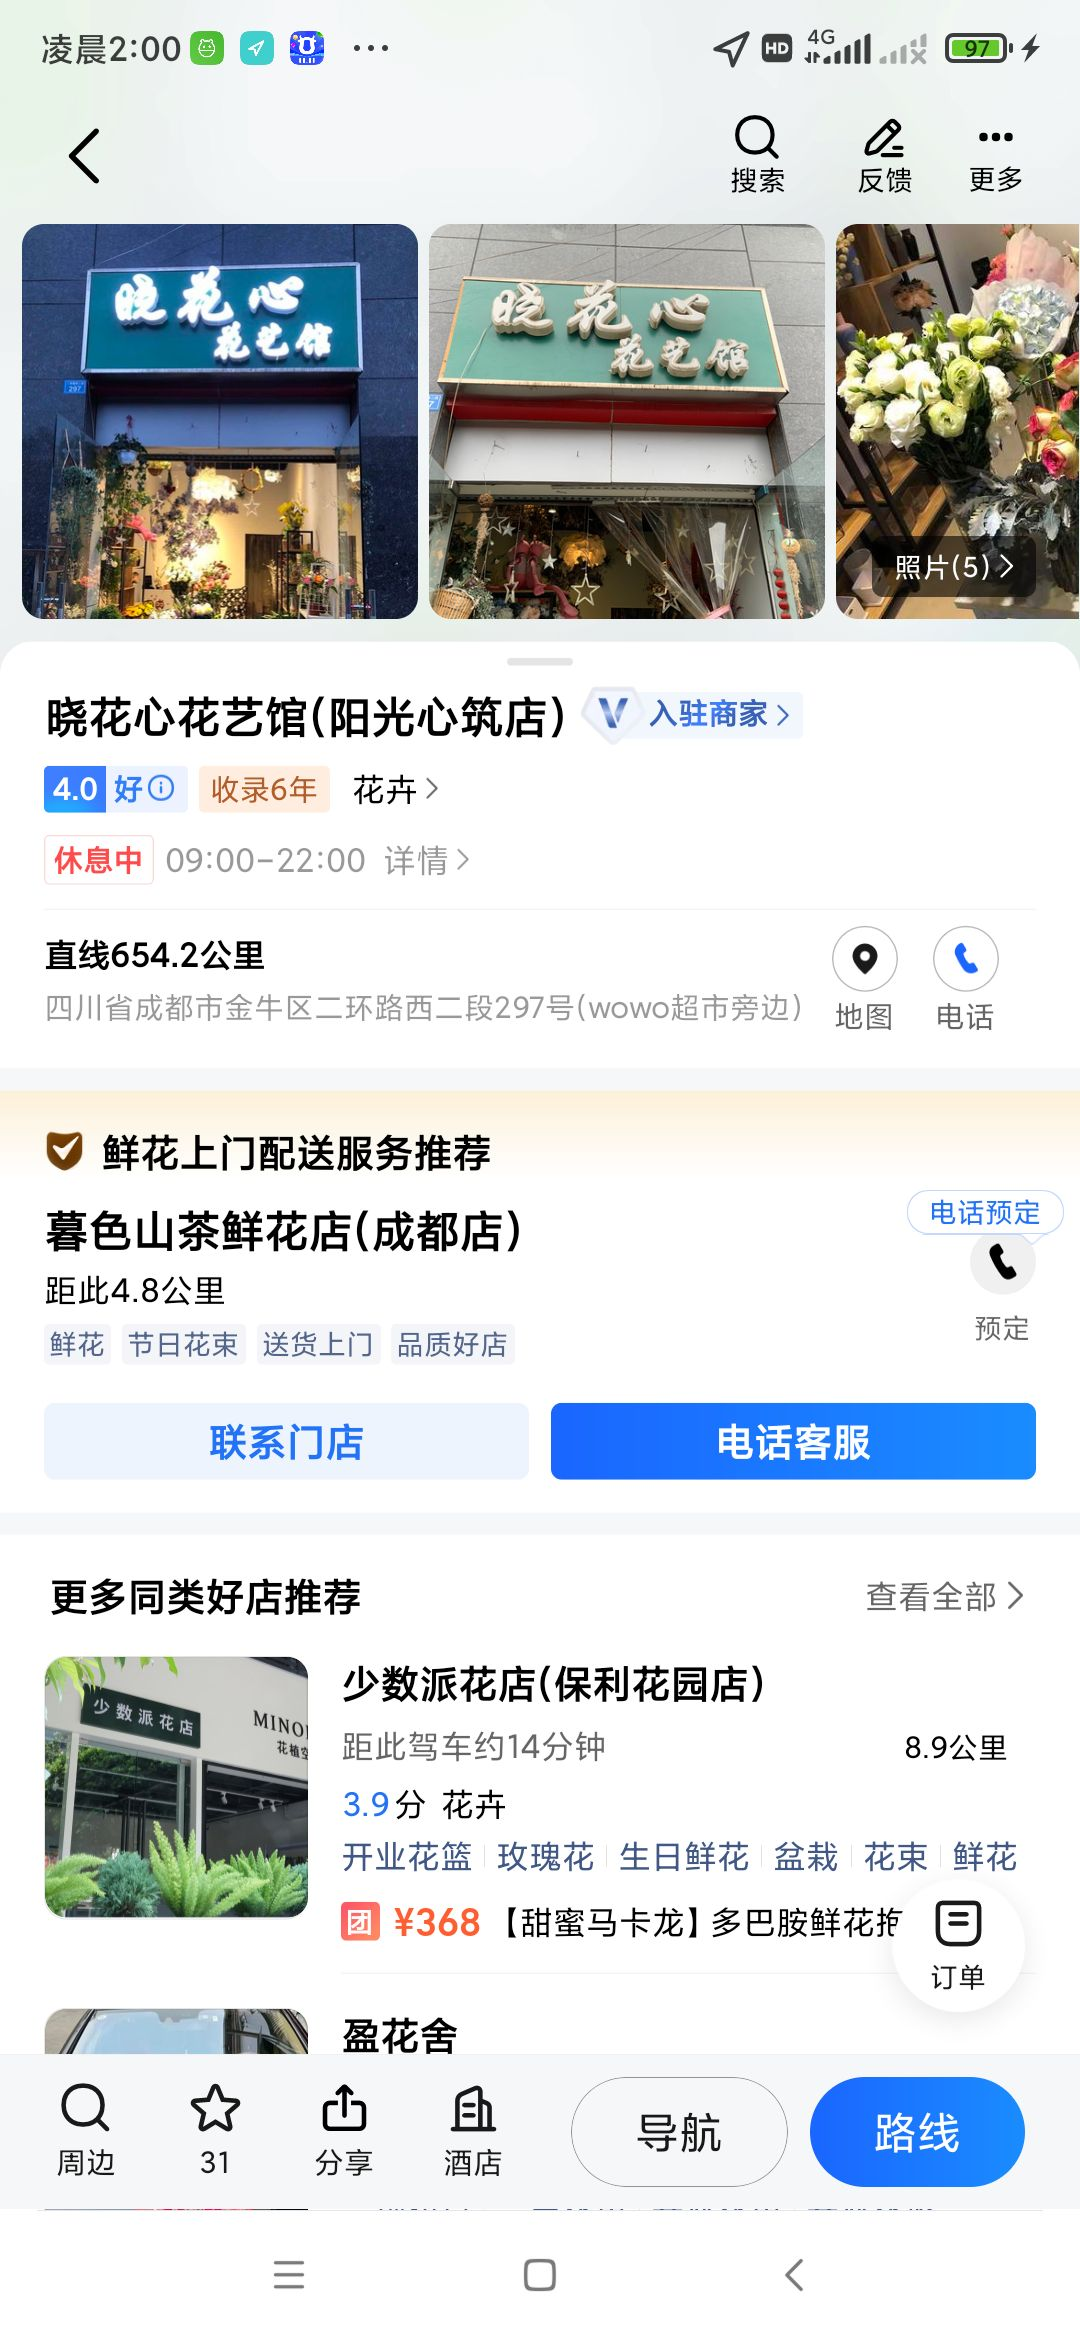 凌晨2:00
11.11
HD
4G
97
搜索
反馈
更多
晓花心
花艺馆
297
晓花心
花艺馆
照片(5)
晓花心花艺馆(阳光心筑店)
V 入驻商家
4.0 好 收录6年 花卉
休息中 09:00-22:00 详情
直线654.2公里
四川省成都市金牛区二环路西二段297号(wowo超市旁边)
地图
电话
鲜花上门配送服务推荐
暮色山茶鲜花店(成都店)
电话预定
距此4.8公里
预定
鲜花 节日花束 送货上门 品质好店
联系门店
电话客服
更多同类好店推荐
查看全部
少数派花店
MINO
花植空
少数派花店(保利花园店)
距此驾车约14分钟
8.9公里
3.9分 花卉
开业花篮 玫瑰花 生日鲜花 盆栽 花束 鲜花
团 ¥368 【甜蜜马卡龙】多巴胺鲜花抱
订单
盈花舍
周边
31
分享
酒店
导航
路线